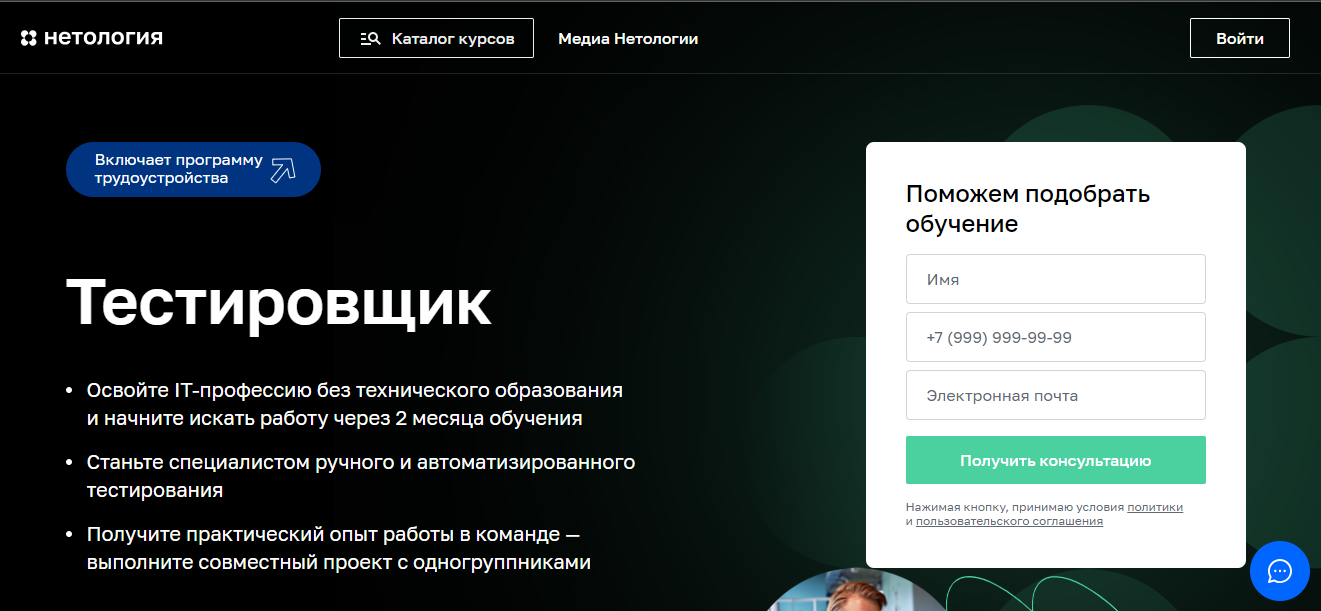 нетология
Каталог курсов
Медиа Нетологии
Войти
Включает программу
трудоустройства
Тестировщик
• Освойте IT-профессию без технического образования
и начните искать работу через 2 месяца обучения
• Станьте специалистом ручного и автоматизированного
тестирования
• Получите практический опыт работы в команде —
выполните совместный проект с одногруппниками
Поможем подобрать
обучение
Имя
+7 (999) 999-99-99
Электронная почта
Получить консультацию
Нажимая кнопку, принимаю условия политики
и пользовательского соглашения